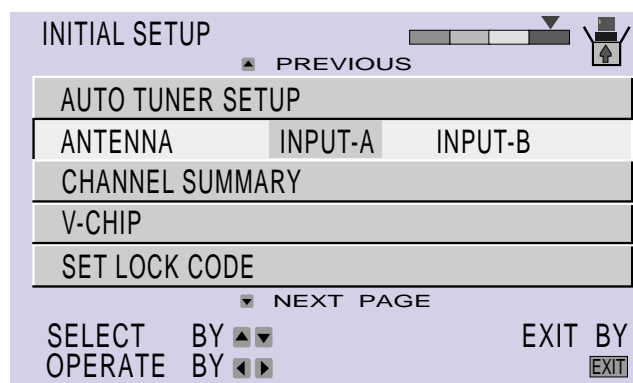 INITIAL SETUP
PREVIOUS
AUTO TUNER SETUP
ANTENNA INPUT-A INPUT-B
CHANNEL SUMMARY
V-CHIP
SET LOCK CODE
NEXT PAGE
SELECT BY EXIT BY
OPERATE BY EXIT